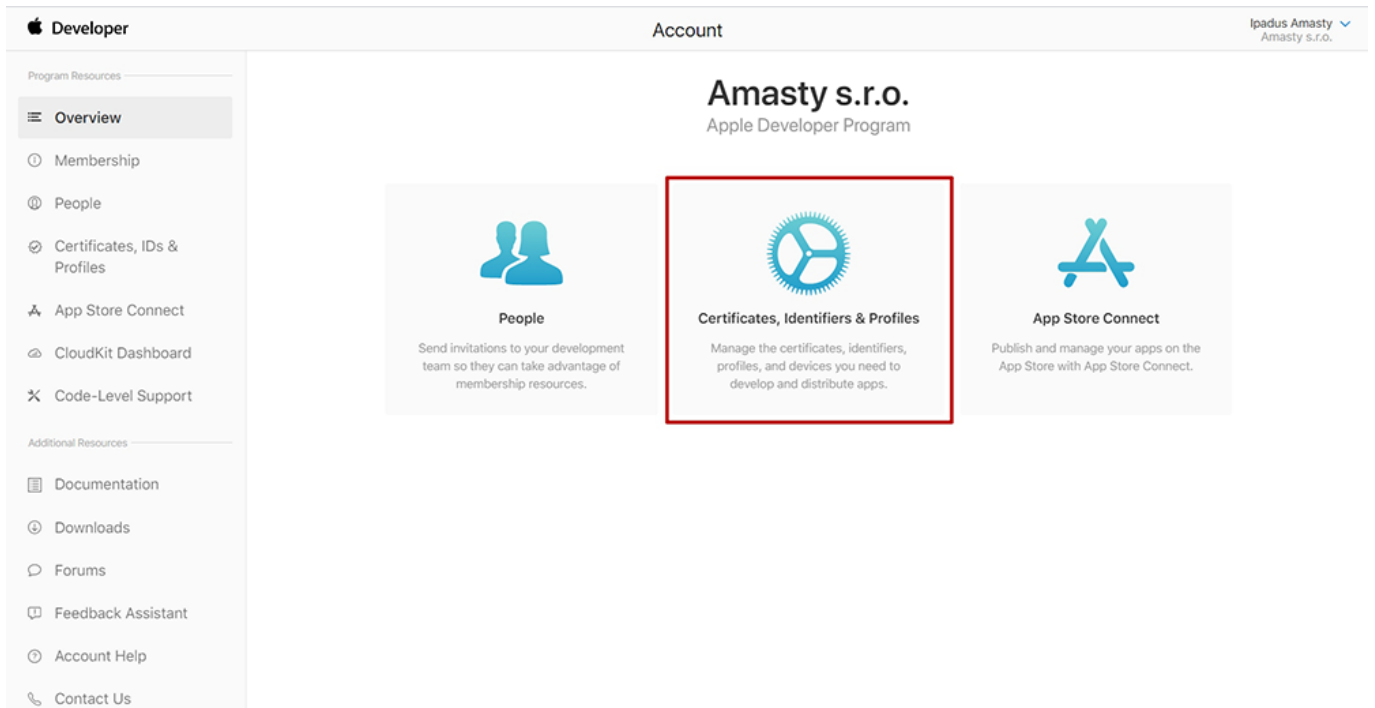 Developer
Account
Ipadus Amasty
Amasty s.r.o.
Program Resources
Overview
Membership
People
Certificates, IDs &
Profiles
App Store Connect
CloudKit Dashboard
Code-Level Support
Additional Resources
Documentation
Downloads
Forums
Feedback Assistant
Account Help
Contact Us
Amasty s.r.o.
Apple Developer Program
People
Send invitations to your development
team so they can take advantage of
membership resources.
Certificates, Identifiers & Profiles
Manage the certificates, identifiers,
profiles, and devices you need to
develop and distribute apps.
App Store Connect
Publish and manage your apps on the
App Store with App Store Connect.